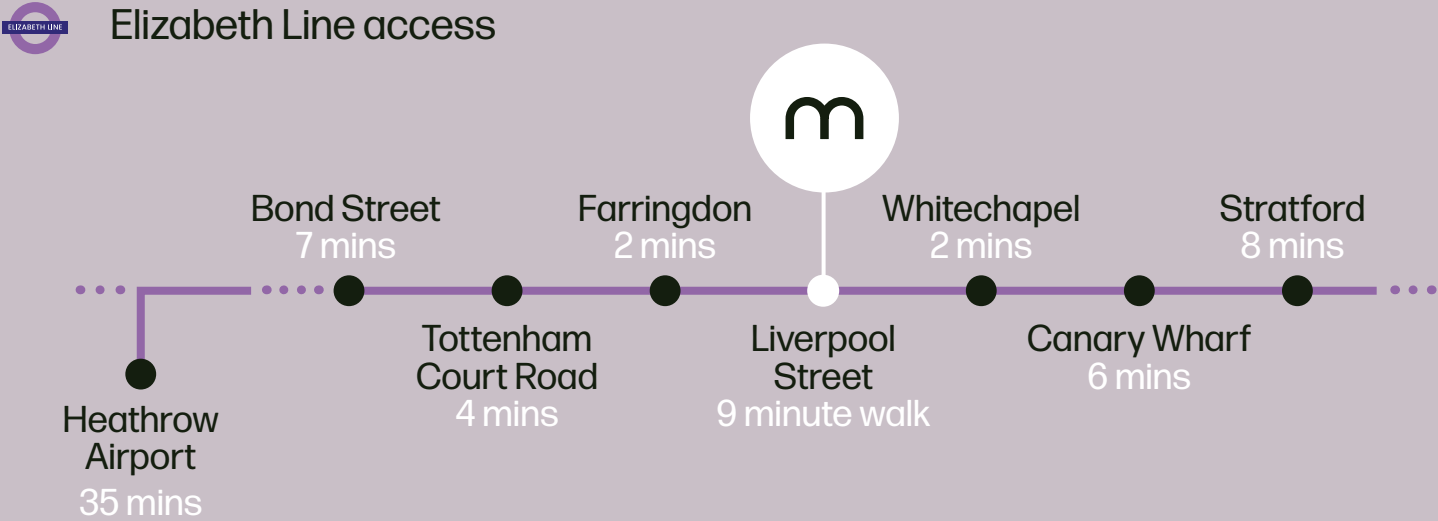 ELIZABETH LINE
Elizabeth Line access
m
Bond Street
7 mins
Farringdon
2 mins
Whitechapel
2 mins
Stratford
8 mins
Tottenham
Court Road
4 mins
Liverpool
Street
9 minute walk
Canary Wharf
6 mins
Heathrow
Airport
35 mins